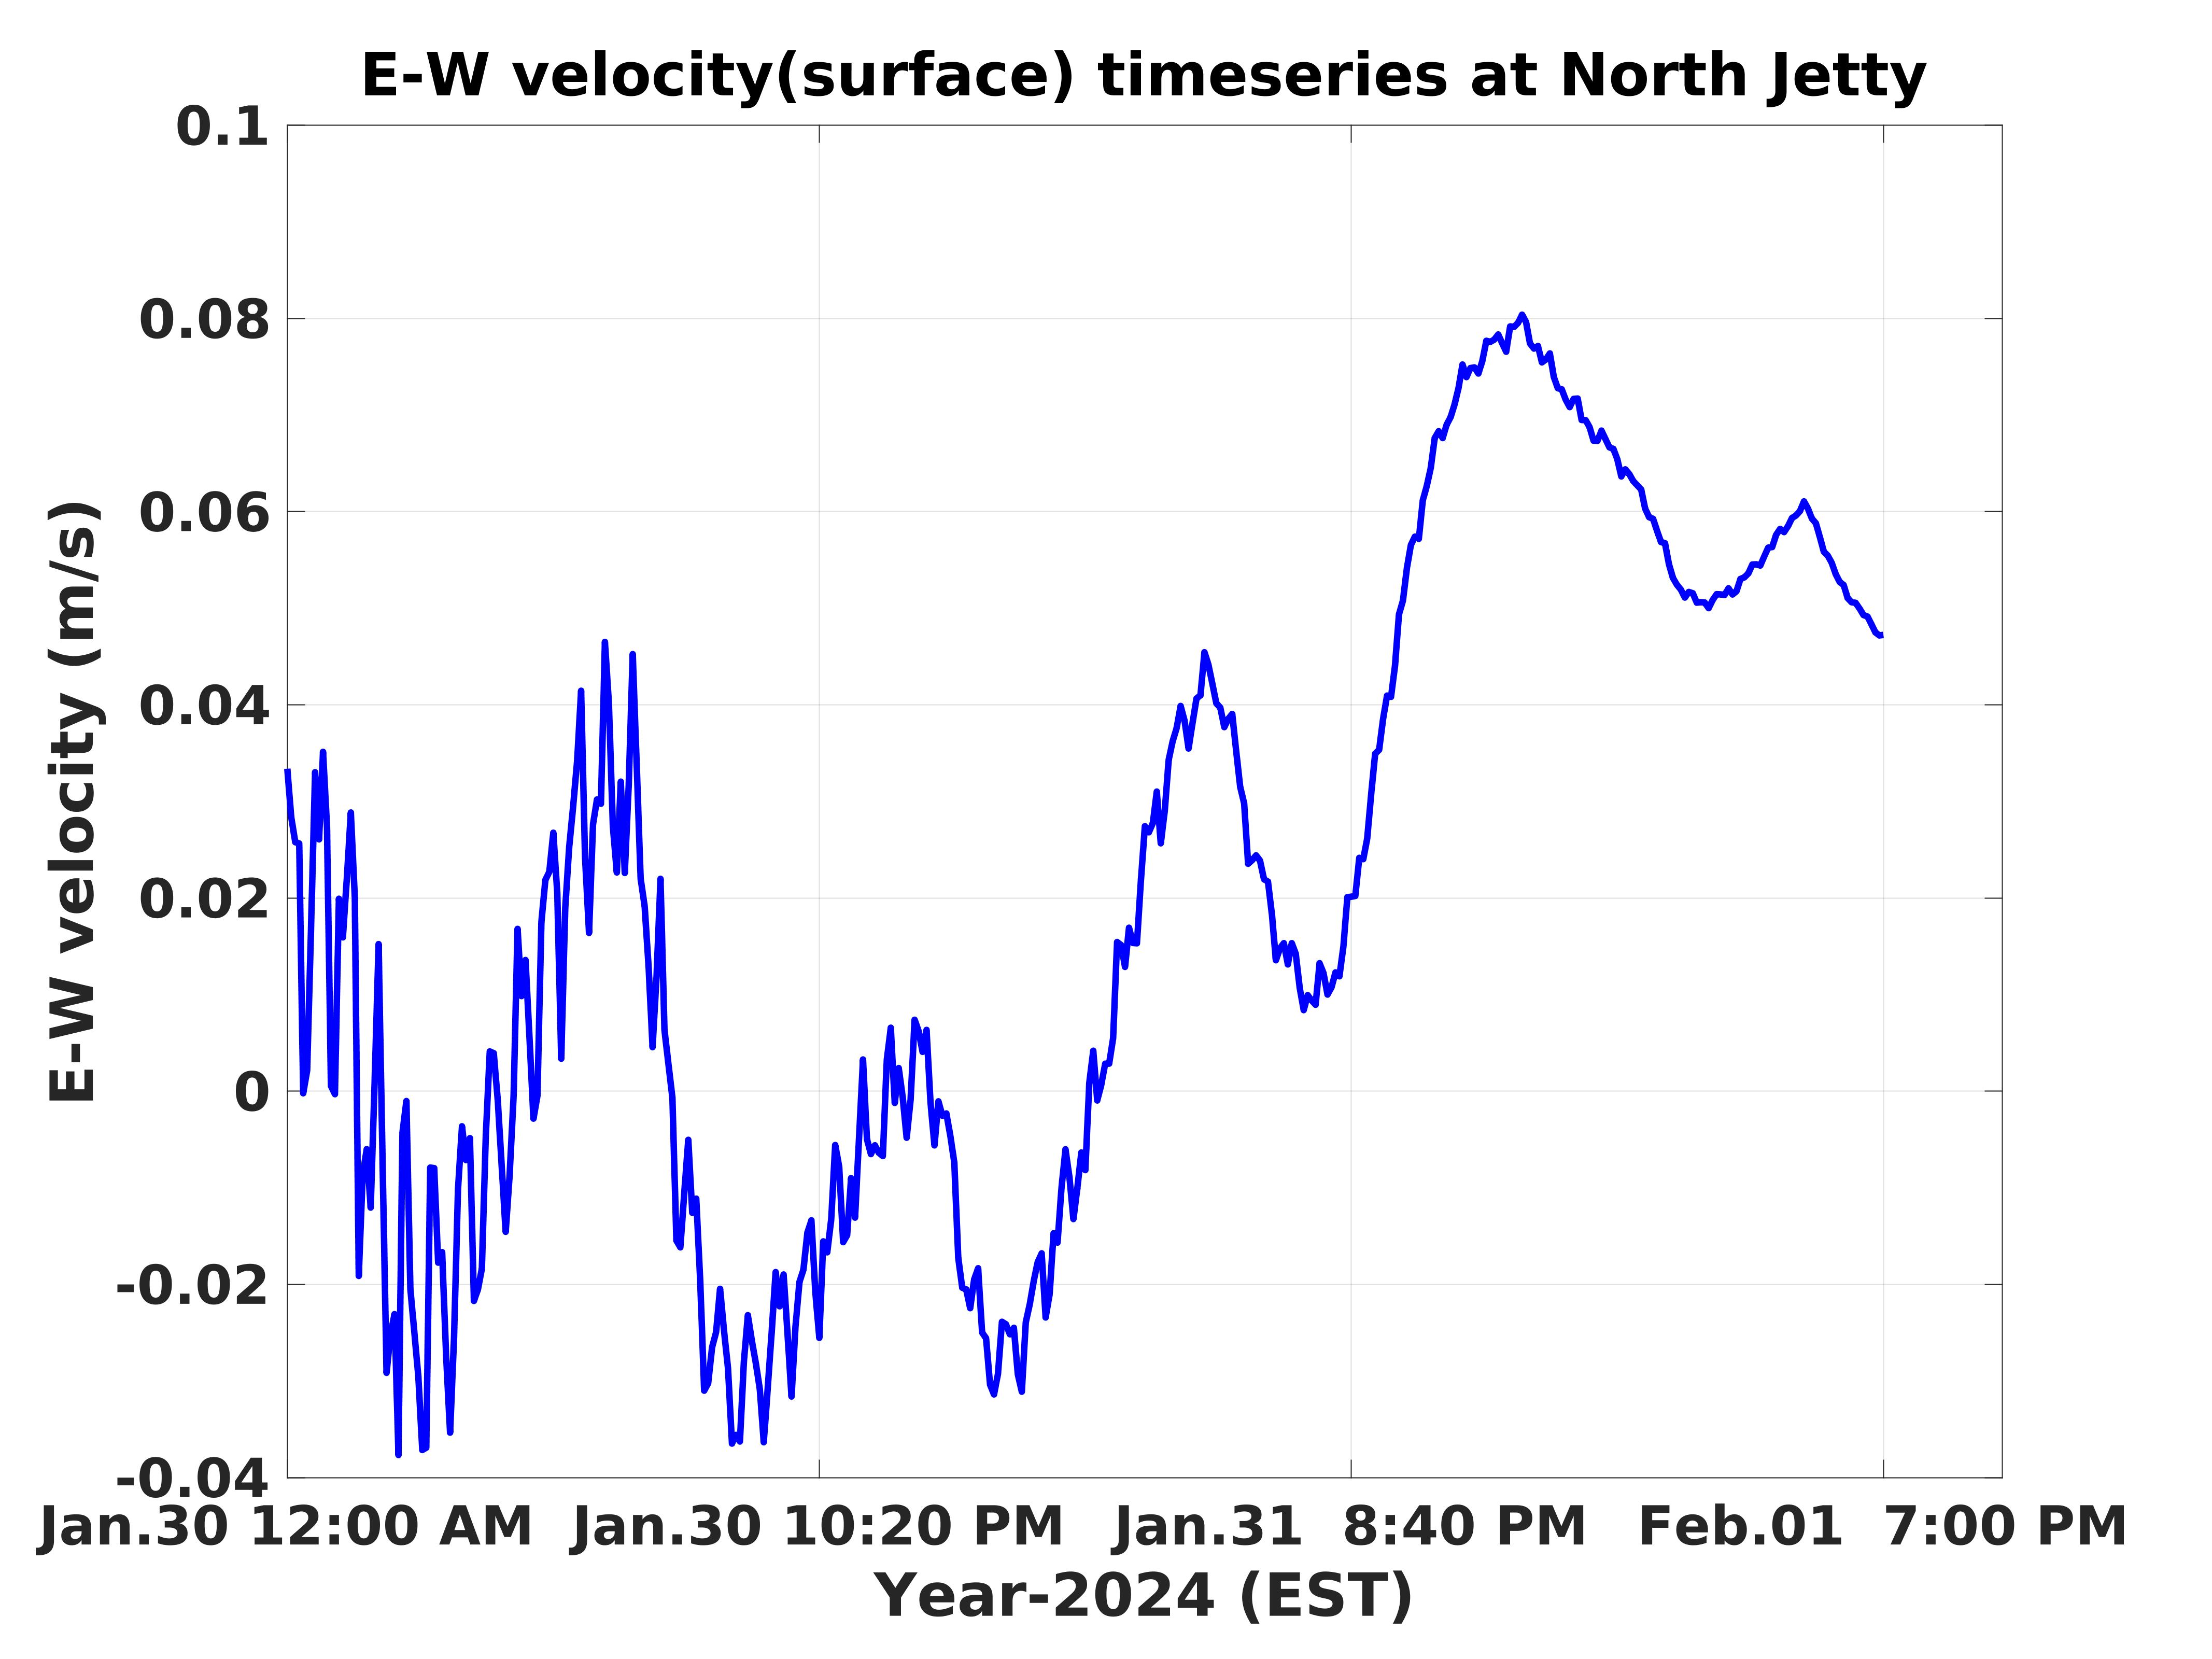 E-W velocity(surface) timeseries at North Jetty
0.1
0.08
0.06
0.04
0.02
0
-0.02
-0.04
E-W velocity (m/s)
Jan.30 12:00 AM Jan.30 10:20 PM Jan.31 8:40 PM Feb.01 7:00 PM
Year-2024 (EST)